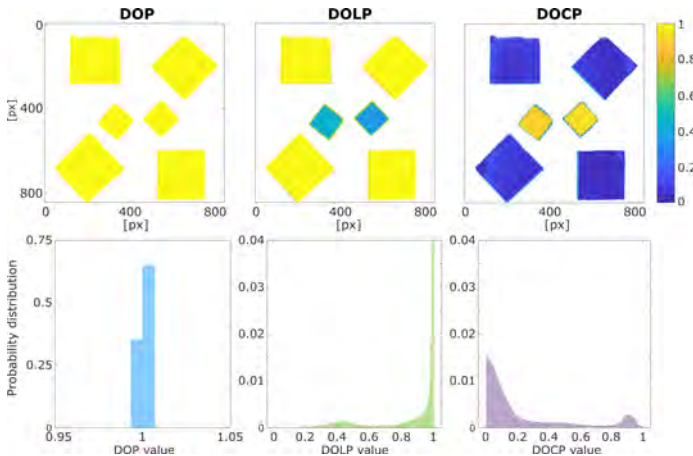 DOP DOLP DOCP
0
400
800
[px]
0 400 800
[px]
0 400 800
[px]
0 400 800
[px]
1
0.8
0.6
0.4
0.2
0
Probability distribution
0.75
0.5
0.25
0
0.95 1 1.05
DOP value
0.04
0.03
0.02
0.01
0
0 0.2 0.4 0.6 0.8 1
DOLP value
0.04
0.03
0.02
0.01
0
0 0.2 0.4 0.6 0.8 1
DOCP value